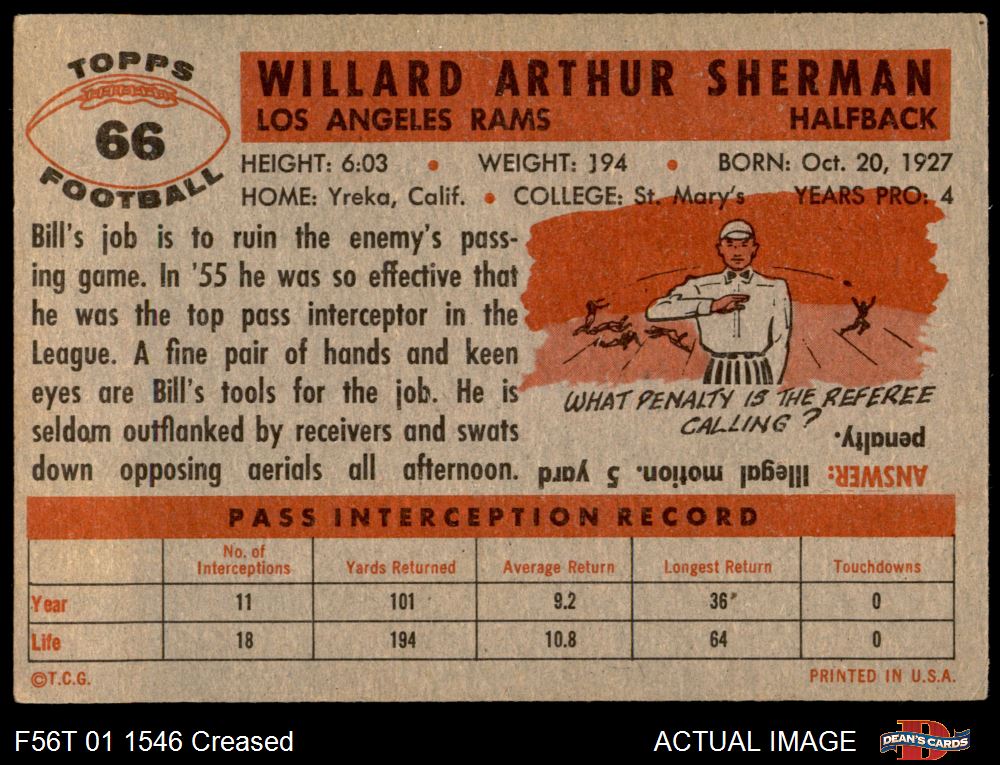 TOPPS
66
FOOTBALL
WILLARD ARTHUR SHERMAN
LOS ANGELES RAMS HALFBACK
HEIGHT: 6:03 • WEIGHT: 194 • BORN: Oct. 20, 1927
HOME: Yreka, Calif. • COLLEGE: St. Mary's YEARS PRO: 4
Bill's job is to ruin the enemy's pass-
ing game. In '55 he was so effective that
he was the top pass interceptor in the
League. A fine pair of hands and keen
eyes are Bill's tools for the job. He is
seldom outflanked by receivers and swats
down opposing aerials all afternoon.
WHAT PENALTY IS THE REFEREE
CALLING?
ANSWER: Illegal motion. 5 yard
penalty.
PASS INTERCEPTION RECORD
No. of
Interceptions Yards Returned Average Return Longest Return Touchdowns
Year 11 101 9.2 36 0
Life 18 194 10.8 64 0
©T.C.G. PRINTED IN U.S.A.
F56T 01 1546 Creased ACTUAL IMAGE DEAN'S CARDS